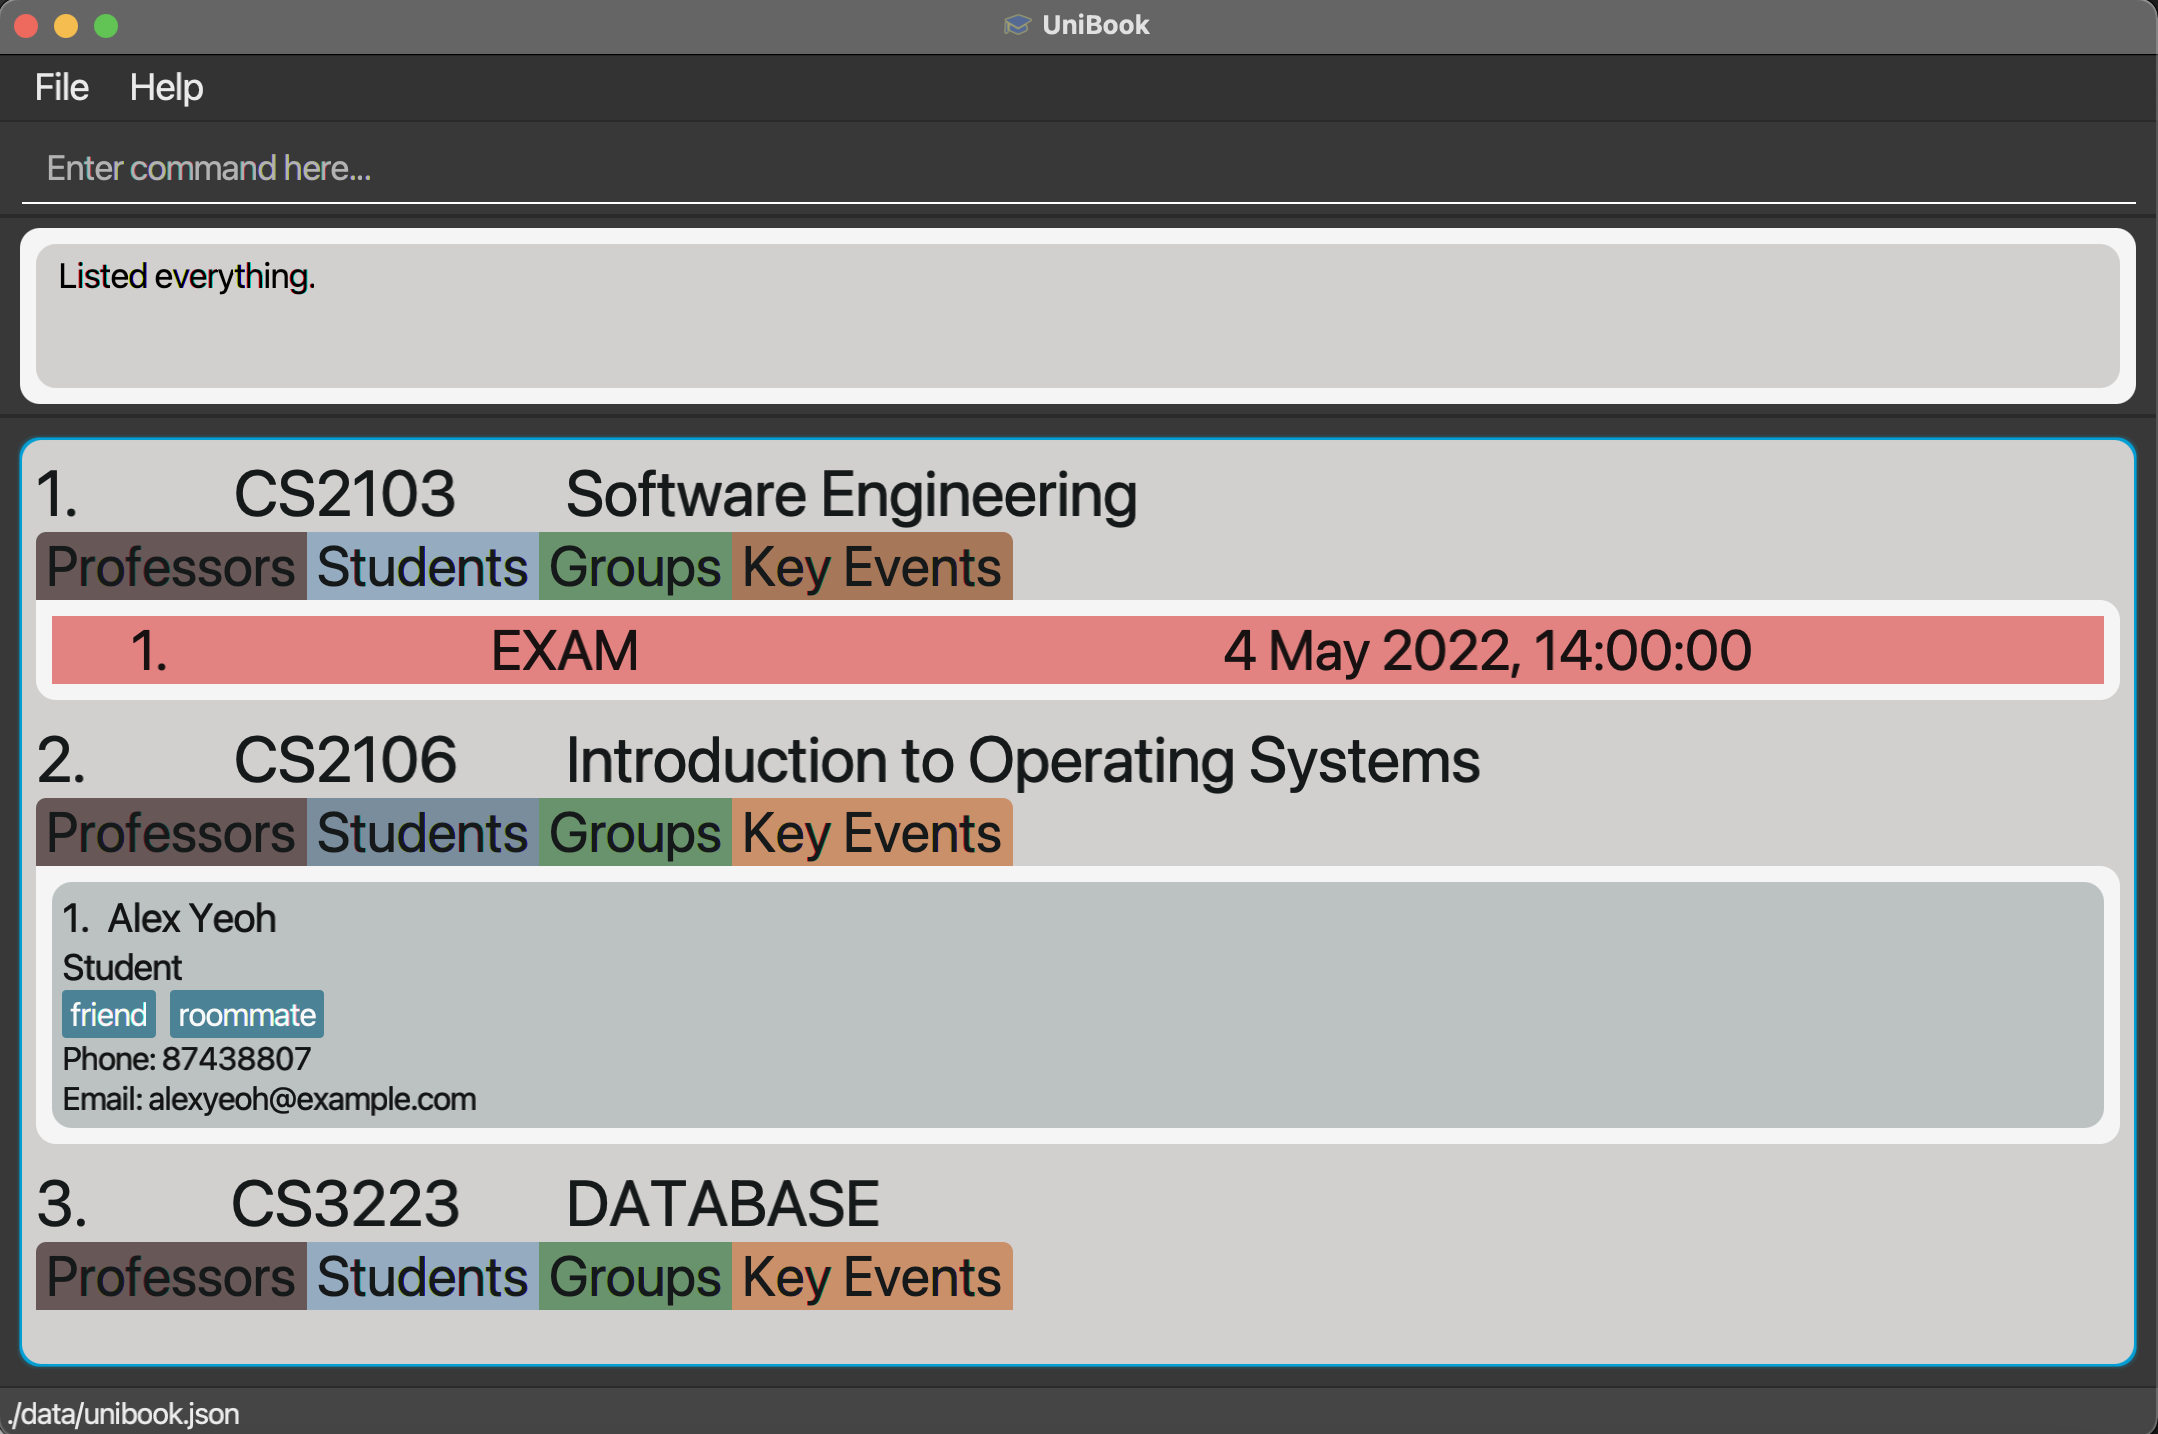 UniBook
File Help
Enter command here...
Listed everything.
1. CS2103 Software Engineering
Professors Students Groups Key Events
1. EXAM 4 May 2022, 14:00:00
2. CS2106 Introduction to Operating Systems
Professors Students Groups Key Events
1. Alex Yeoh
Student
friend roommate
Phone: 87438807
Email: alexyeoh@example.com
3. CS3223 DATABASE
Professors Students Groups Key Events
./data/unibook.json